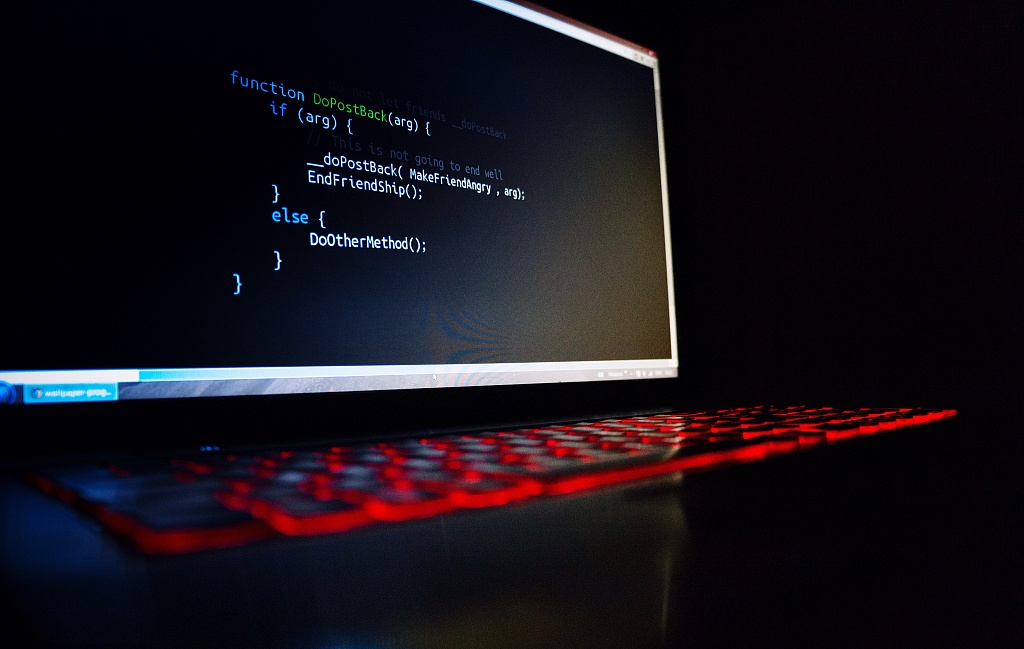 function DoPostBack(arg) {
not let friends __doPostBack
if (arg) {
// This is not going to end well
__doPostBack( MakeFriendAngry , arg);
EndFriendShip();
}
else {
DoOtherMethod();
}
}
wallpaper prog...